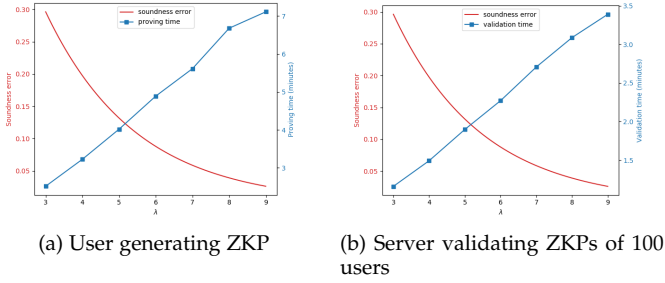 soundness error
proving time
Soundness error
0.30
0.25
0.20
0.15
0.10
0.05
7
6
5
4
3
Proving time (minutes)
3 4 5 6 7 8 9
λ
(a) User generating ZKP
soundness error
validation time
Soundness error
0.30
0.25
0.20
0.15
0.10
0.05
3.5
3.0
2.5
2.0
1.5
Validation time (minutes)
3 4 5 6 7 8 9
λ
(b) Server validating ZKPs of 100
users